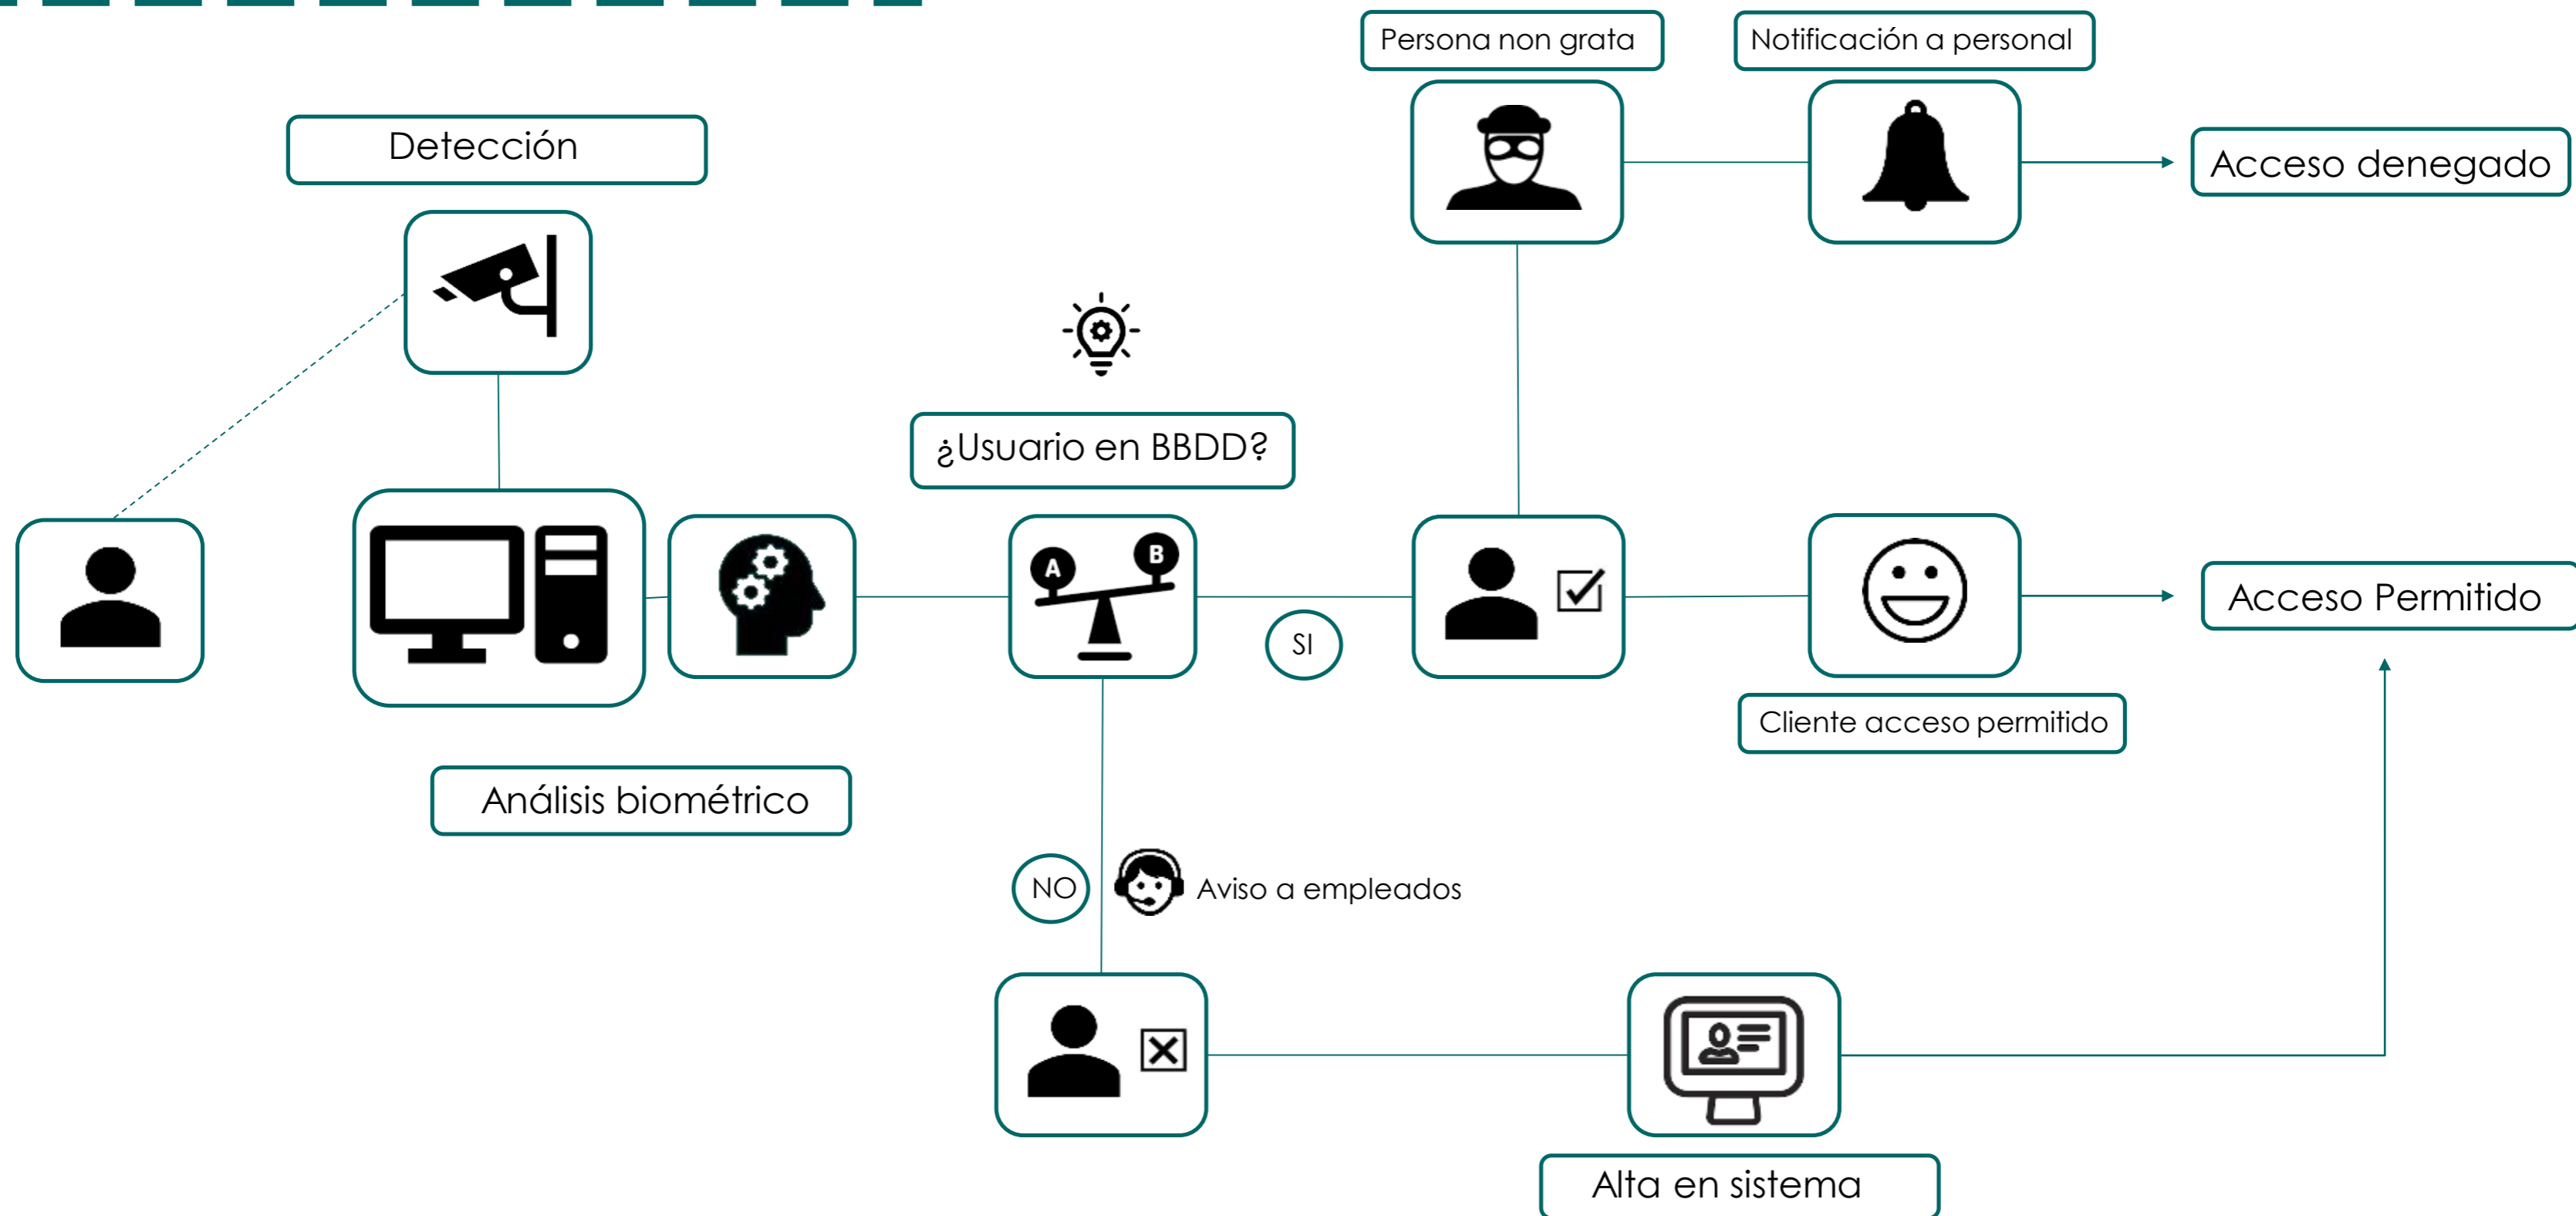 Persona non grata
Notificación a personal
Detección
Acceso denegado
¿Usuario en BBDD?
A
B
SI
Acceso Permitido
Cliente acceso permitido
Análisis biométrico
NO
Aviso a empleados
Alta en sistema